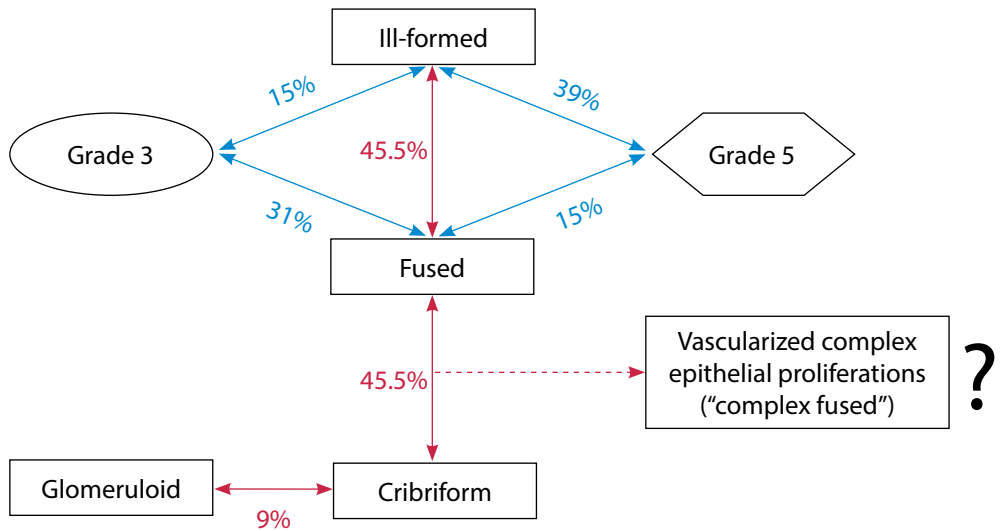 Ill-formed
15%
39%
Grade 3
45.5%
Grade 5
31%
15%
Fused
Vascularized complex
epithelial proliferations
(“complex fused”)
?
45.5%
Glomeruloid
Cribriform
9%